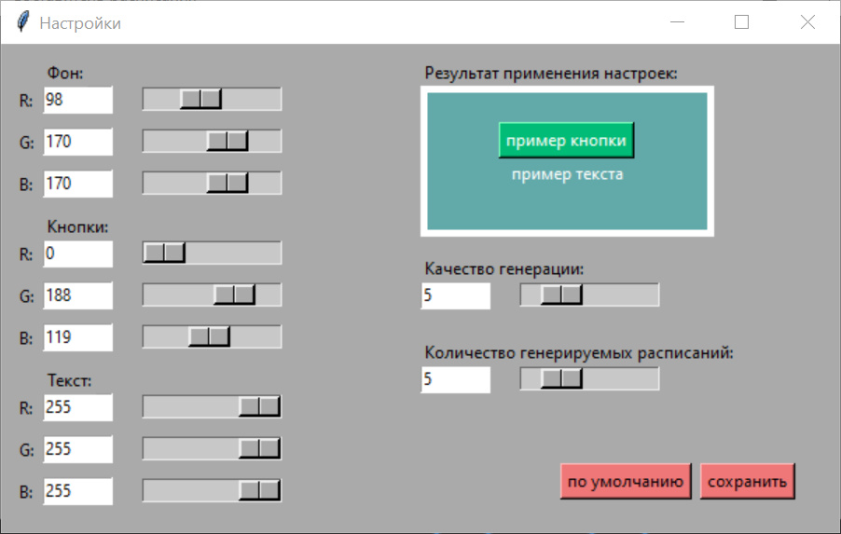 Настройки
Фон:
R: 98
G: 170
B: 170
Кнопки:
R: 0
G: 188
B: 119
Текст:
R: 255
G: 255
B: 255
Результат применения настроек:
пример кнопки
пример текста
Качество генерации:
5
Количество генерируемых расписаний:
5
по умолчанию сохранить